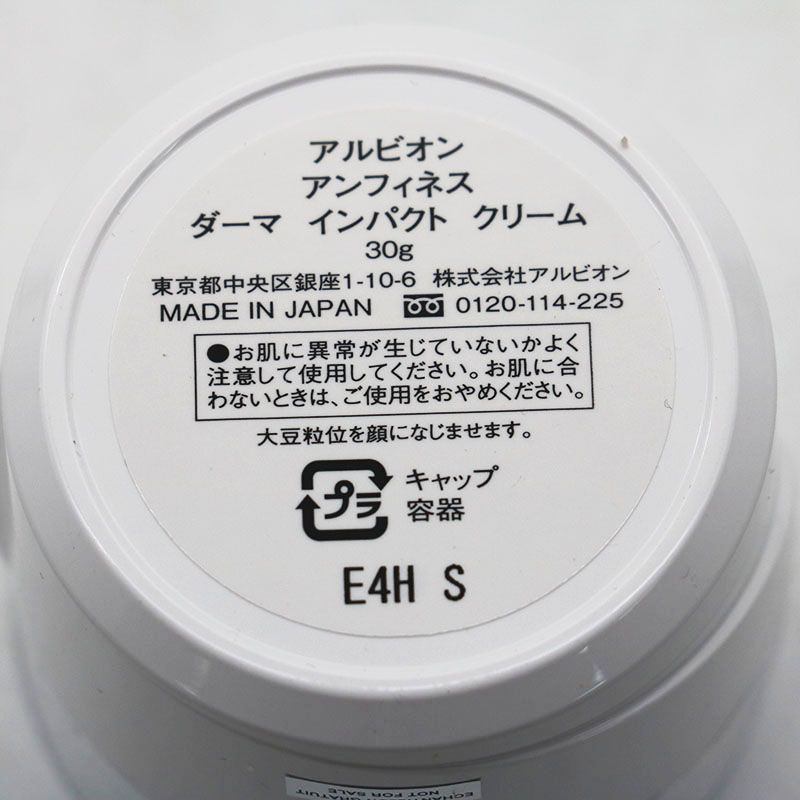 アルビオン
アンフィネス
ダーマ インパクト クリーム
30g
東京都中央区銀座1-10-6 株式会社アルビオン
MADE IN JAPAN 0120-114-225
●お肌に異常が生じていないかよく
注意して使用してください。お肌に合
わないときは、ご使用をおやめください。
大豆粒位を顔になじませます。
プラ
キャップ
容器
E4H S
ECHANTILLON GRATUIT
NOT FOR SALE